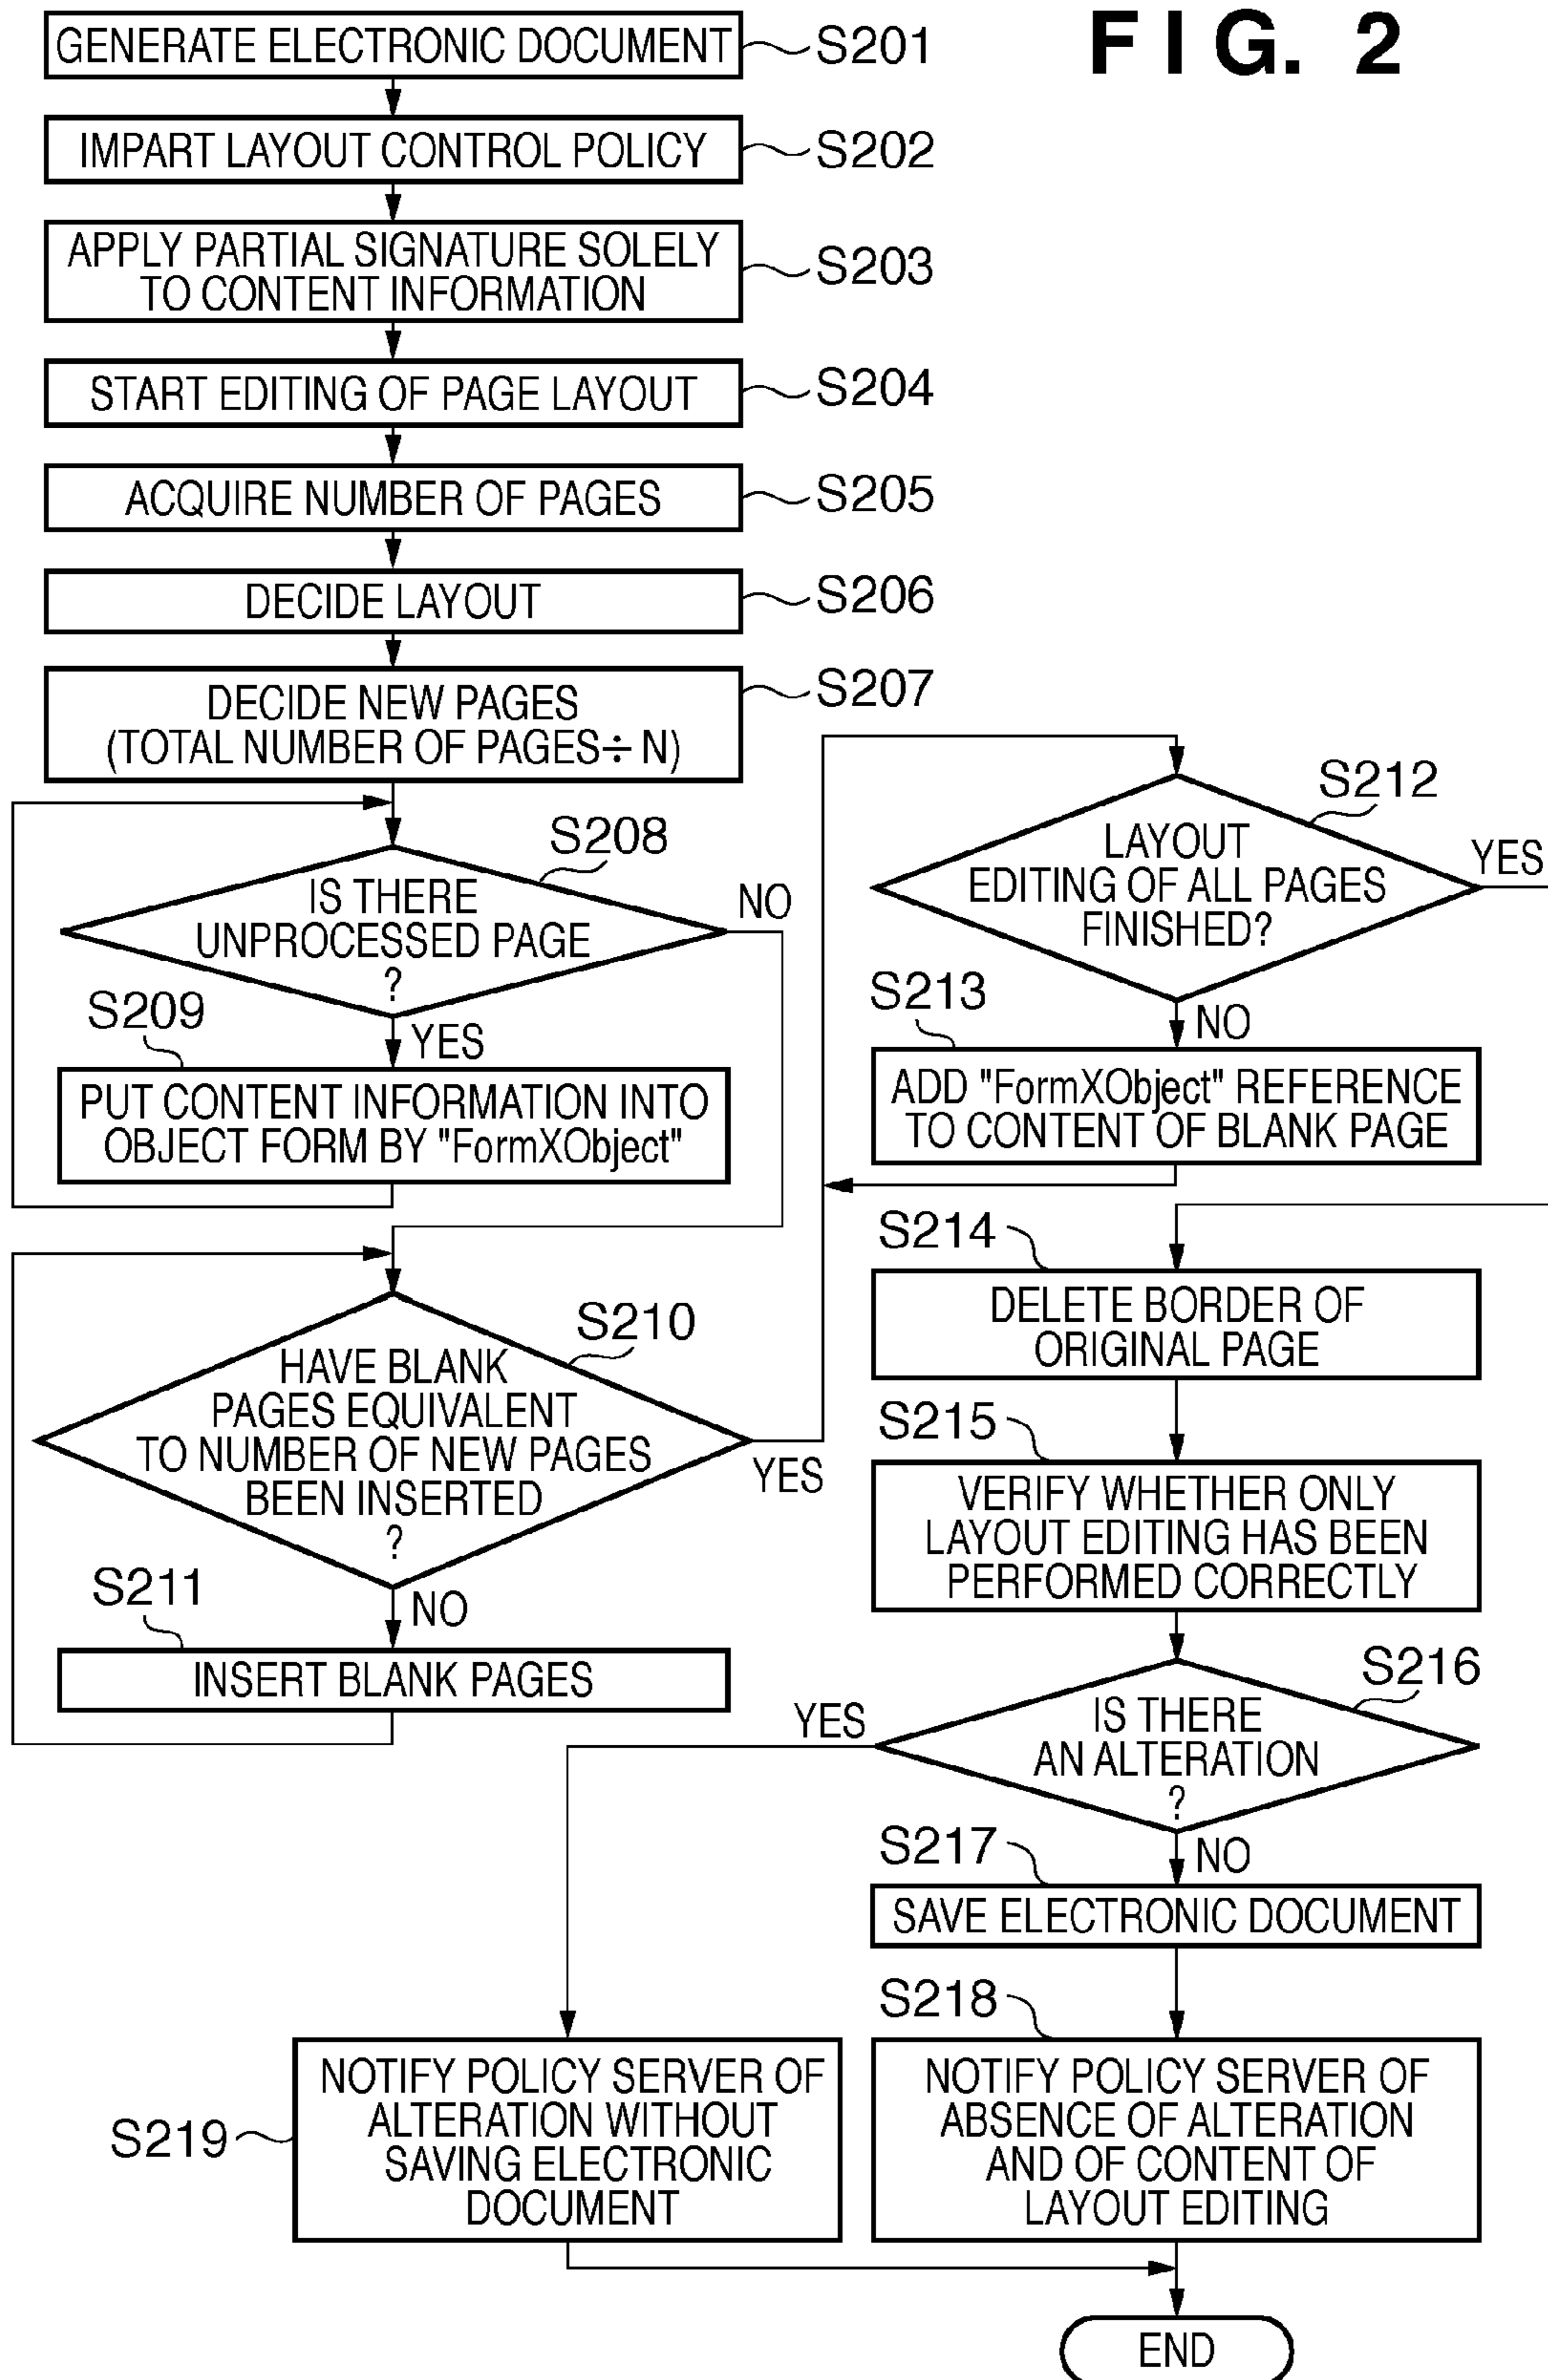 FIG. 2
GENERATE ELECTRONIC DOCUMENT
S201
IMPART LAYOUT CONTROL POLICY
S202
APPLY PARTIAL SIGNATURE SOLELY
TO CONTENT INFORMATION
S203
START EDITING OF PAGE LAYOUT
S204
ACQUIRE NUMBER OF PAGES
S205
DECIDE LAYOUT
S206
DECIDE NEW PAGES
(TOTAL NUMBER OF PAGES÷ N)
S207
S208
IS THERE
UNPROCESSED PAGE
?
NO
YES
S209
PUT CONTENT INFORMATION INTO
OBJECT FORM BY "FormXObject"
S210
HAVE BLANK
PAGES EQUIVALENT
TO NUMBER OF NEW PAGES
BEEN INSERTED
?
YES
NO
S211
INSERT BLANK PAGES
S212
LAYOUT
EDITING OF ALL PAGES
FINISHED?
YES
NO
S213
ADD "FormXObject" REFERENCE
TO CONTENT OF BLANK PAGE
S214
DELETE BORDER OF
ORIGINAL PAGE
S215
VERIFY WHETHER ONLY
LAYOUT EDITING HAS BEEN
PERFORMED CORRECTLY
S216
IS THERE
AN ALTERATION
?
YES
NO
S217
SAVE ELECTRONIC DOCUMENT
S218
NOTIFY POLICY SERVER OF
ABSENCE OF ALTERATION
AND OF CONTENT OF
LAYOUT EDITING
S219
NOTIFY POLICY SERVER OF
ALTERATION WITHOUT
SAVING ELECTRONIC
DOCUMENT
END